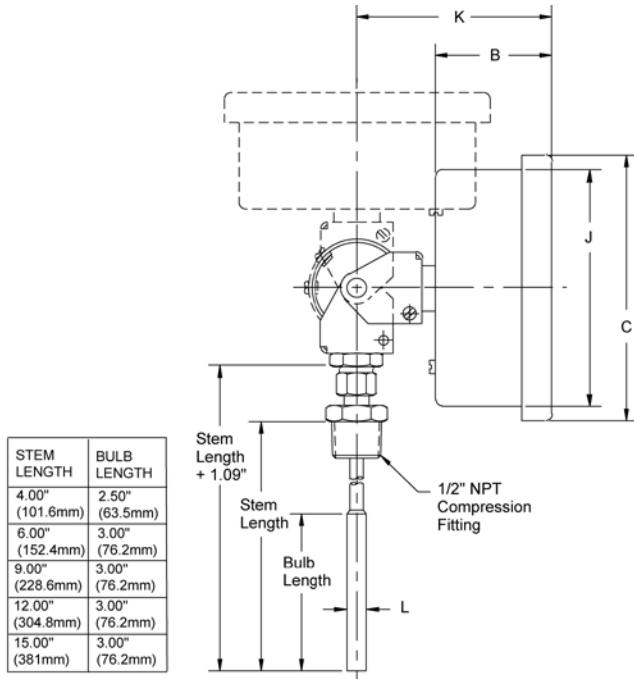 K
B
J
C
Stem
Length
+ 1.09"
Stem
Length
Bulb
Length
L
1/2" NPT
Compression
Fitting
STEM LENGTH BULB LENGTH
4.00" (101.6mm) 2.50" (63.5mm)
6.00" (152.4mm) 3.00" (76.2mm)
9.00" (228.6mm) 3.00" (76.2mm)
12.00" (304.8mm) 3.00" (76.2mm)
15.00" (381mm) 3.00" (76.2mm)